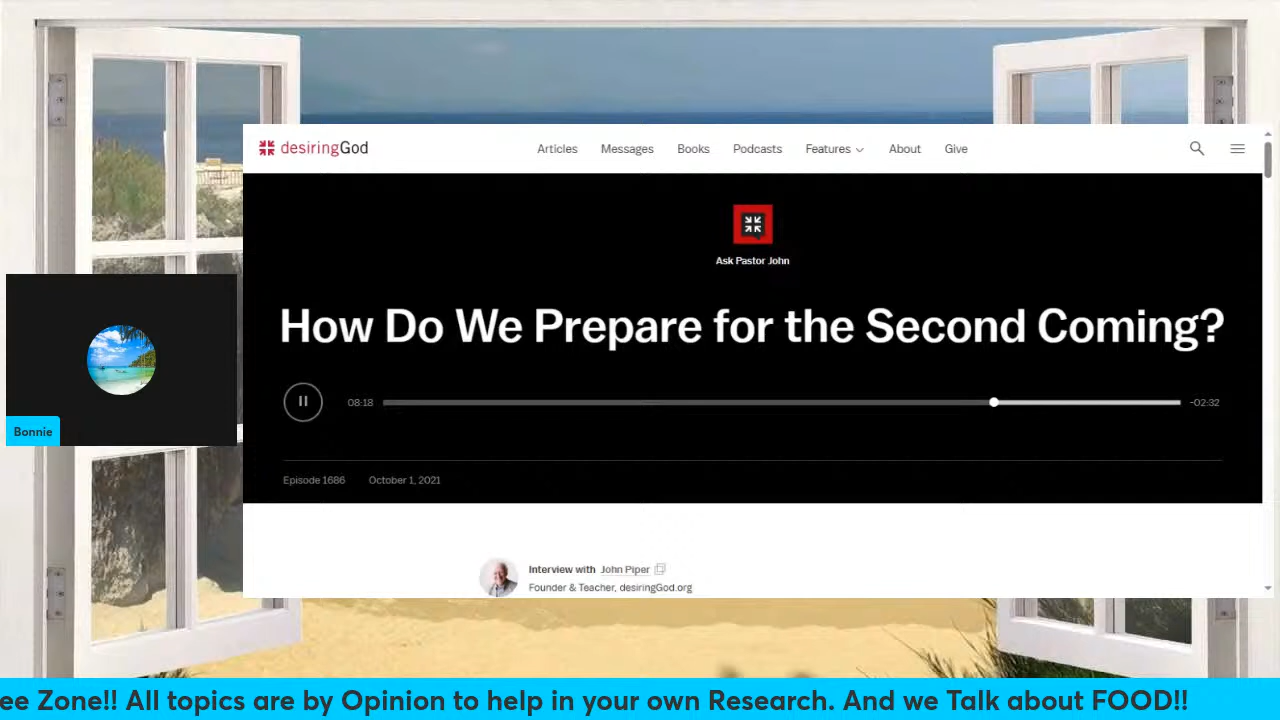 desiringGod
Articles Messages Books Podcasts Features About Give
Ask Pastor John
How Do We Prepare for the Second Coming?
08:18 -02:32
Episode 1686 October 1, 2021
Bonnie
Interview with John Piper
Founder & Teacher, desiringGod.org
ee Zone!! All topics are by Opinion to help in your own Research. And we Talk about FOOD!!